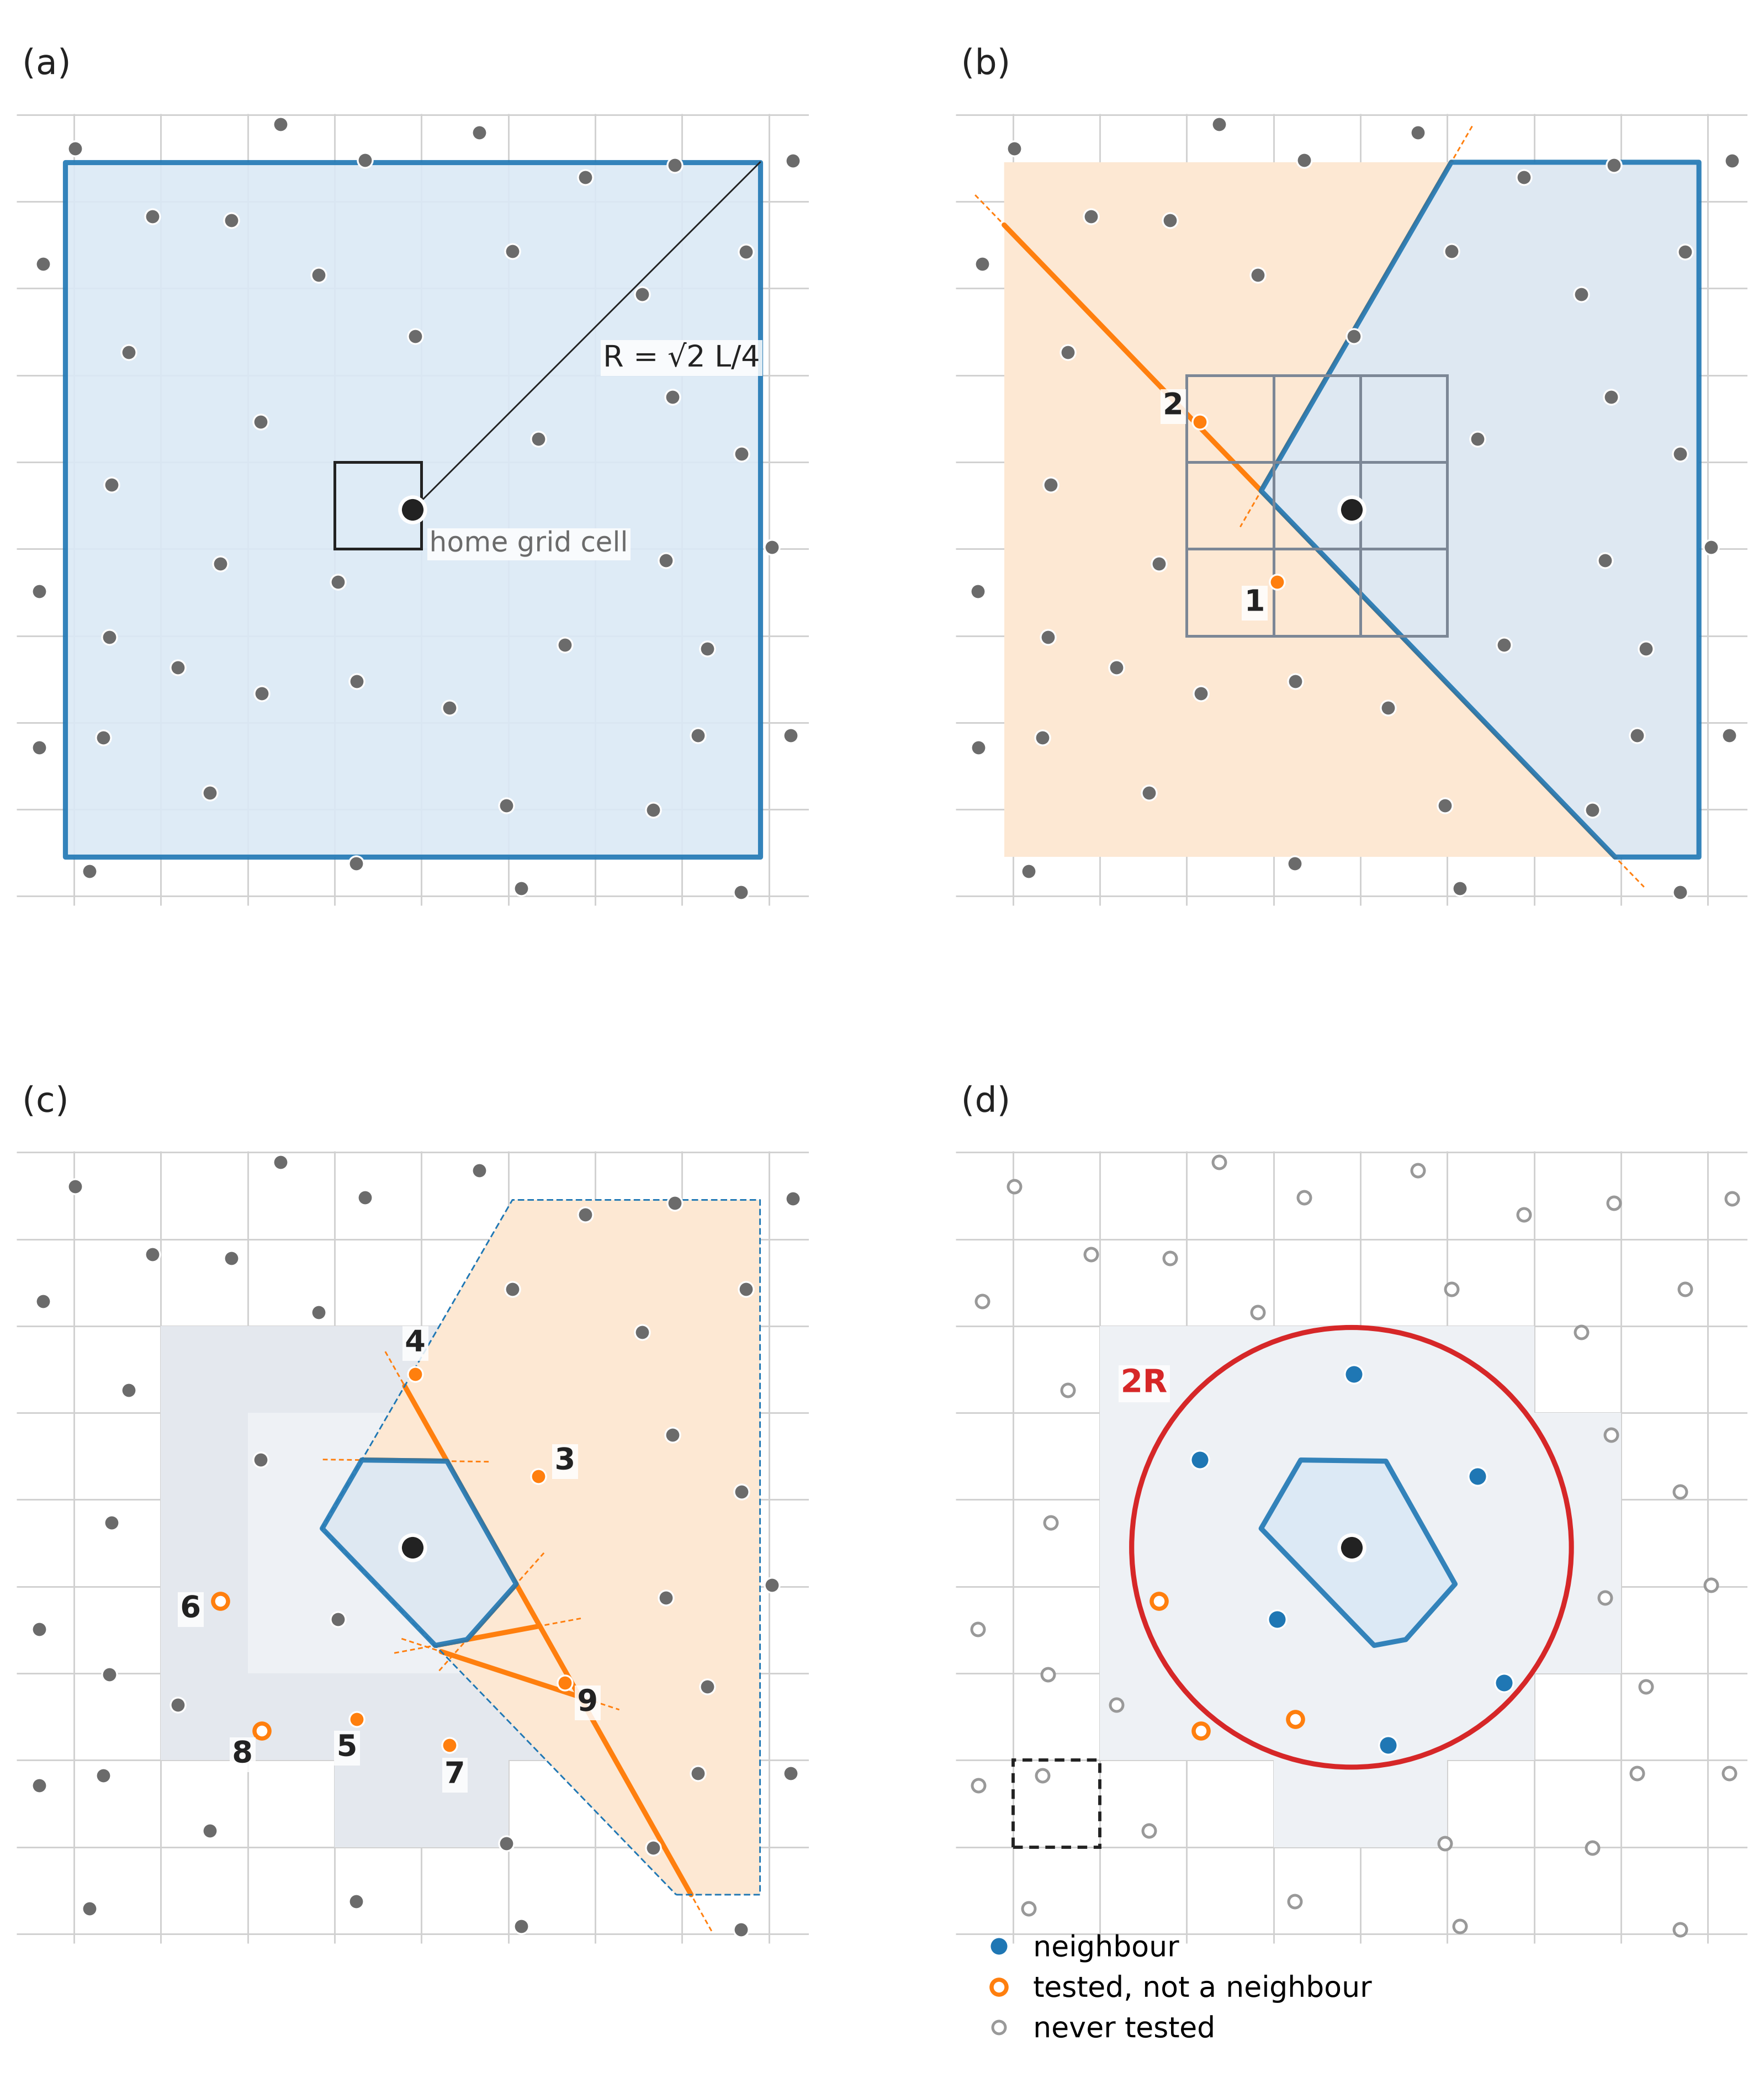 (a)
R = √2 L/4
home grid cell
(b)
2
1
(c)
4
3
6
9
8
5
7
(d)
2R
neighbour
tested, not a neighbour
never tested